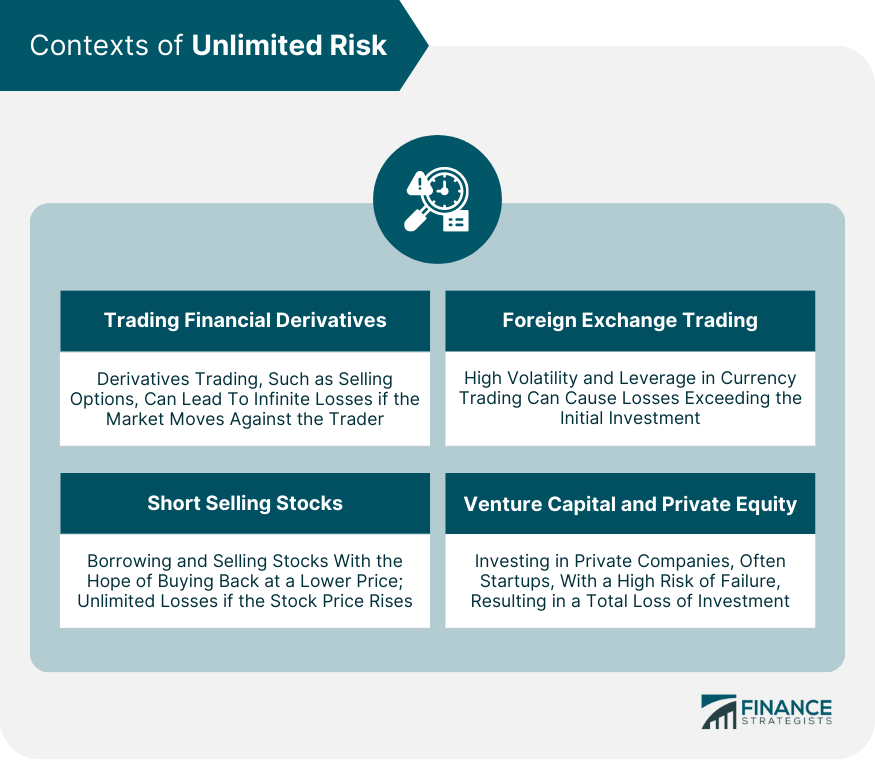 Contexts of Unlimited Risk
Trading Financial Derivatives
Derivatives Trading, Such as Selling
Options, Can Lead To Infinite Losses if the
Market Moves Against the Trader
Foreign Exchange Trading
High Volatility and Leverage in Currency
Trading Can Cause Losses Exceeding the
Initial Investment
Short Selling Stocks
Borrowing and Selling Stocks With the
Hope of Buying Back at a Lower Price;
Unlimited Losses if the Stock Price Rises
Venture Capital and Private Equity
Investing in Private Companies, Often
Startups, With a High Risk of Failure,
Resulting in a Total Loss of Investment
FINANCE
STRATEGISTS